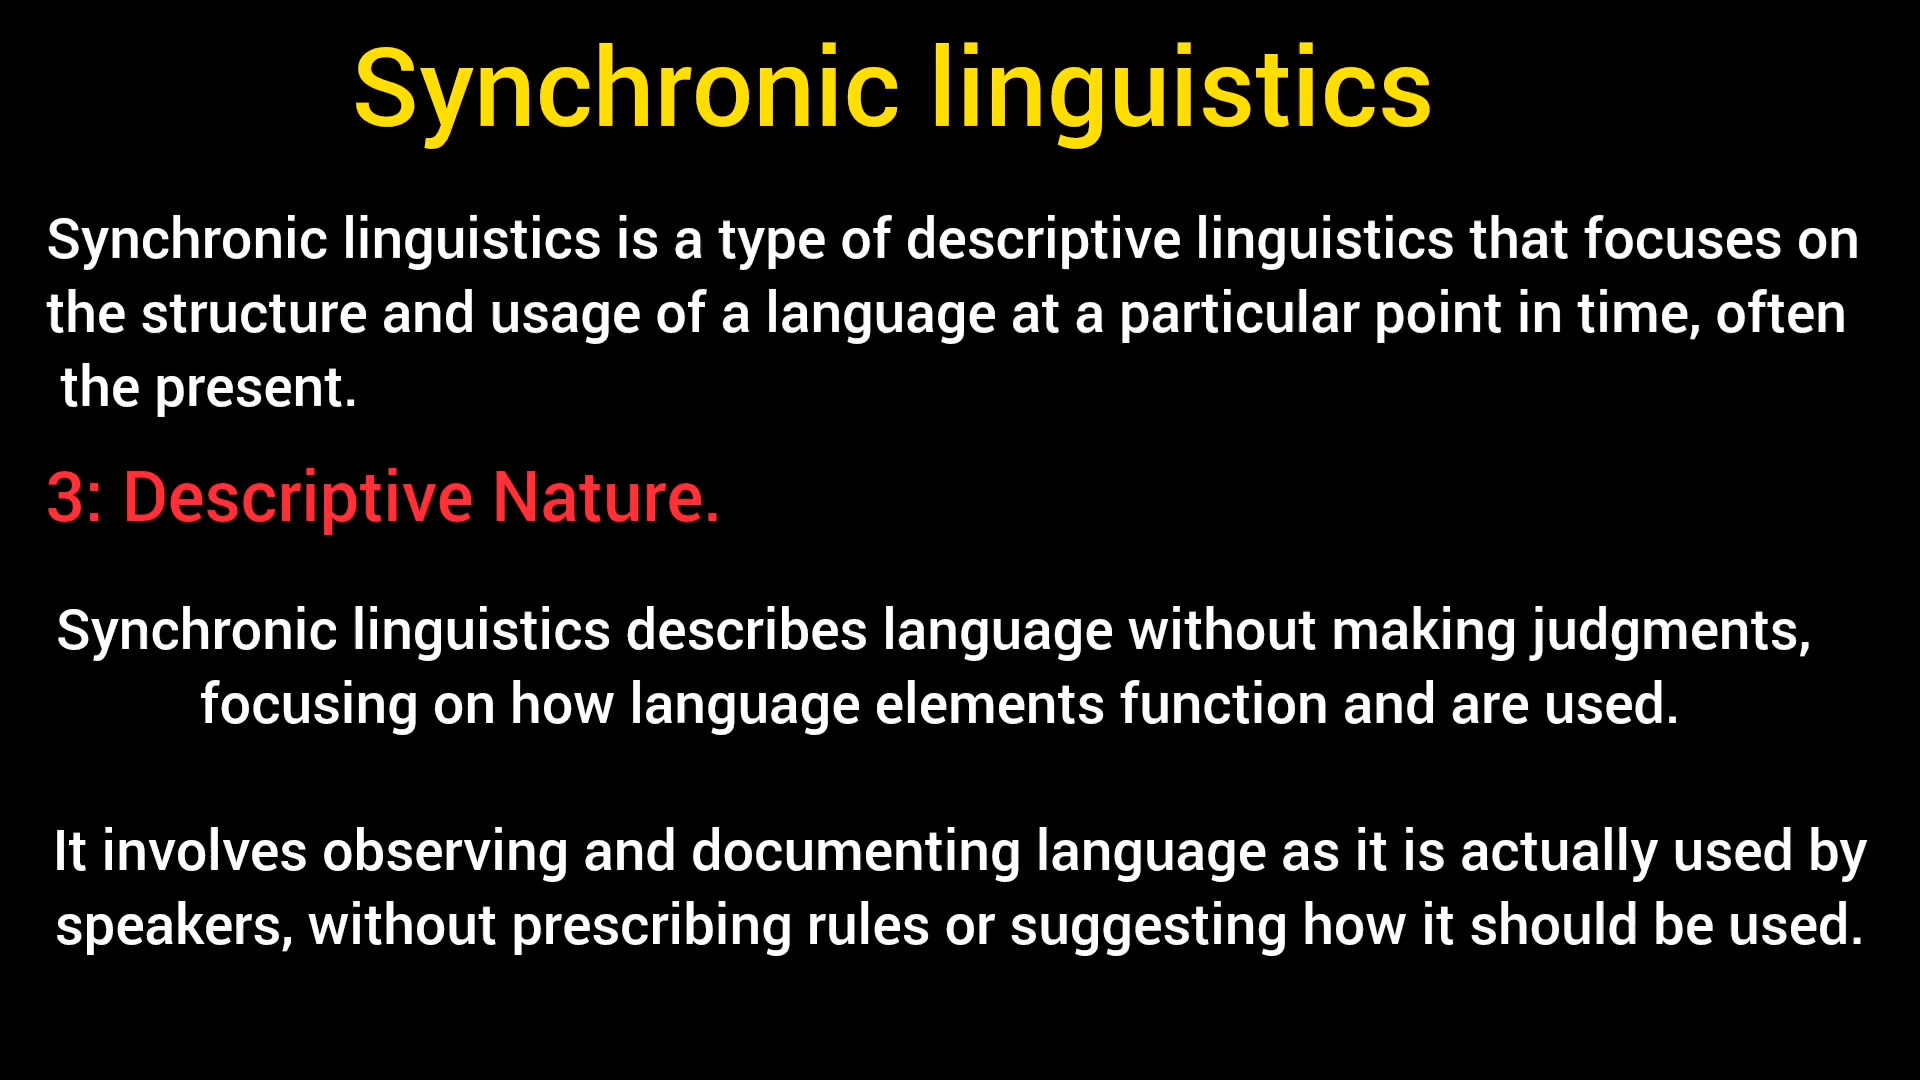 Synchronic linguistics
Synchronic linguistics is a type of descriptive linguistics that focuses on
the structure and usage of a language at a particular point in time, often
the present.
3: Descriptive Nature.
Synchronic linguistics describes language without making judgments,
focusing on how language elements function and are used.
It involves observing and documenting language as it is actually used by
speakers, without prescribing rules or suggesting how it should be used.